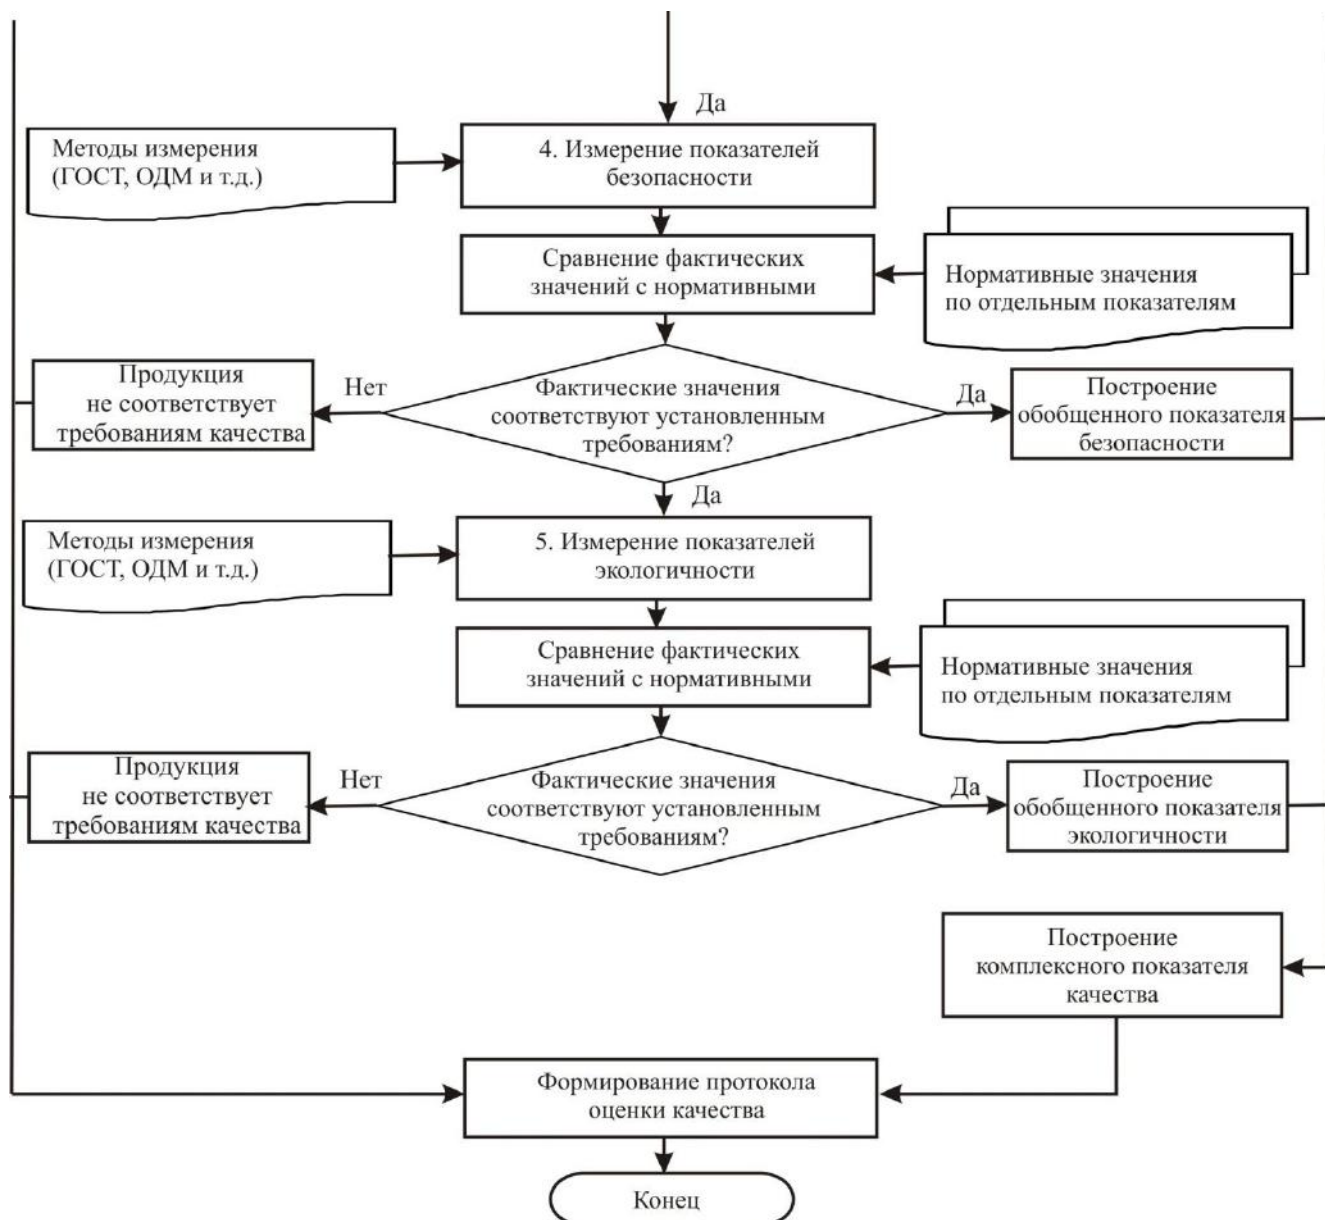 Да
Методы измерения
(ГОСТ, ОДМ и т.д.)
4. Измерение показателей
безопасности
Сравнение фактических
значений с нормативными
Нормативные значения
по отдельным показателям
Продукция
не соответствует
требованиям качества
Нет
Фактические значения
соответствуют установленным
требованиям?
Да
Построение
обобщенного показателя
безопасности
Да
Методы измерения
(ГОСТ, ОДМ и т.д.)
5. Измерение показателей
экологичности
Сравнение фактических
значений с нормативными
Нормативные значения
по отдельным показателям
Продукция
не соответствует
требованиям качества
Нет
Фактические значения
соответствуют установленным
требованиям?
Да
Построение
обобщенного показателя
экологичности
Построение
комплексного показателя
качества
Формирование протокола
оценки качества
Конец